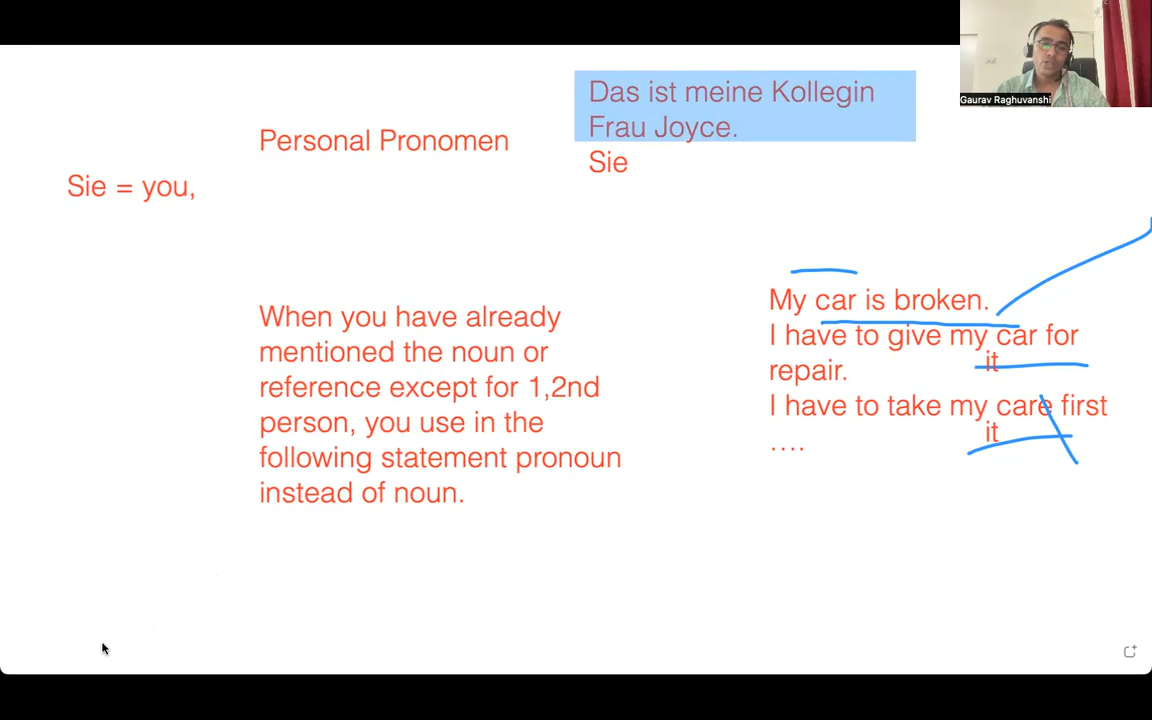 Gaurav Raghuvanshi
Das ist meine Kollegin
Frau Joyce.
Sie
Personal Pronomen
Sie = you,
When you have already
mentioned the noun or
reference except for 1,2nd
person, you use in the
following statement pronoun
instead of noun.
My car is broken.
I have to give my car for
it
repair.
I have to take my care first
it
....